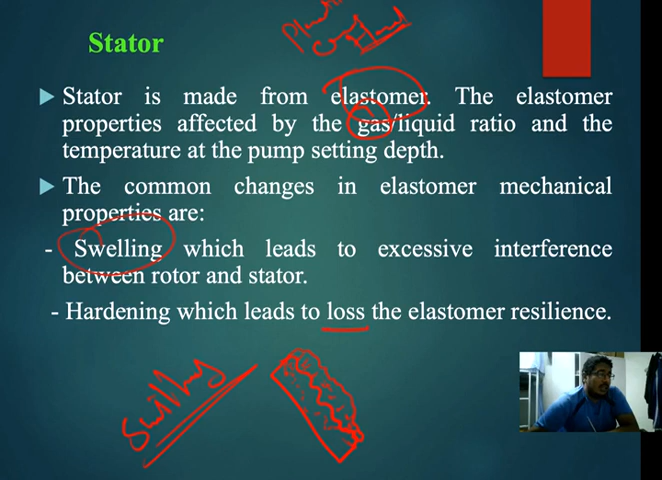 Stator
Stator is made from elastomer. The elastomer
properties affected by the gas/liquid ratio and the
temperature at the pump setting depth.
The common changes in elastomer mechanical
properties are:
- Swelling which leads to excessive interference
between rotor and stator.
- Hardening which leads to loss the elastomer resilience.